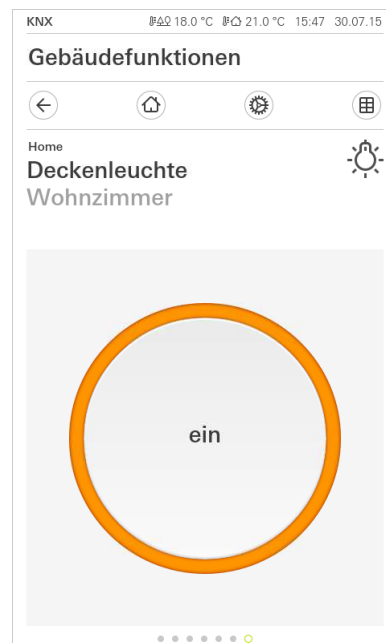 KNX 18.0 °C 21.0 °C 15:47 30.07.15
Gebäudefunktionen
Home
Deckenleuchte
Wohnzimmer
ein